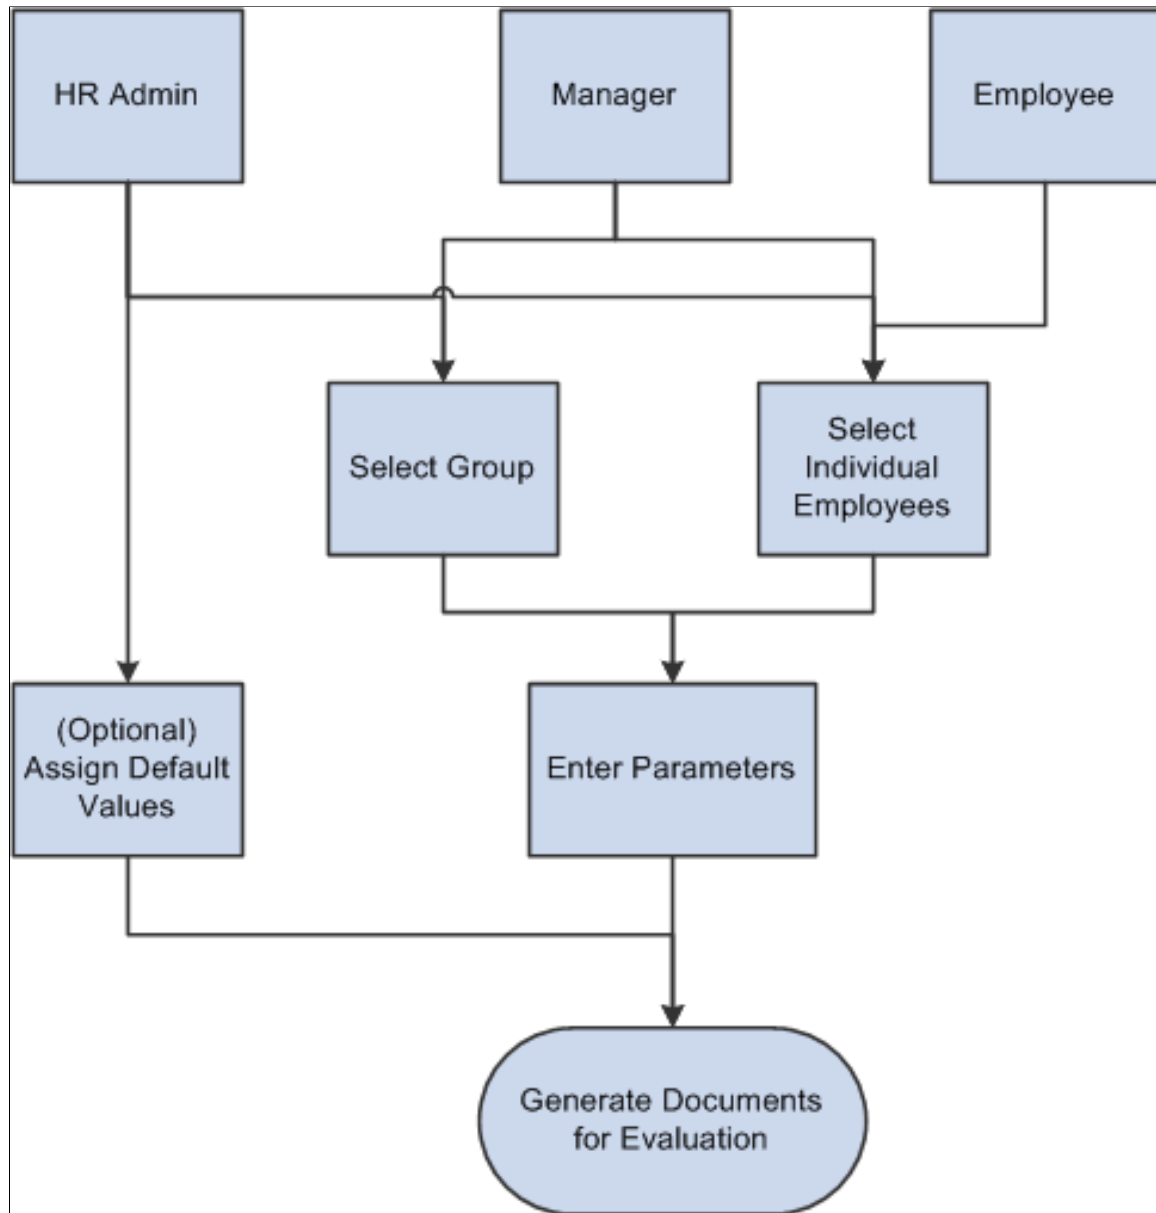 HR Admin
Manager
Employee
Select Group
Select
Individual
Employees
(Optional)
Assign Default
Values
Enter Parameters
Generate Documents
for Evaluation